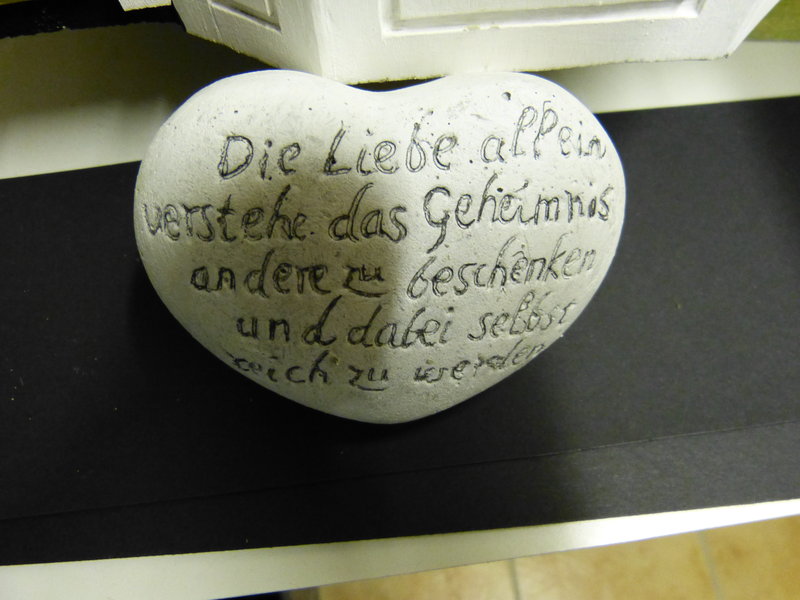 Die Liebe allein
verstehe das Geheimnis
andere zu beschenken
und dabei selbst
reich zu werden